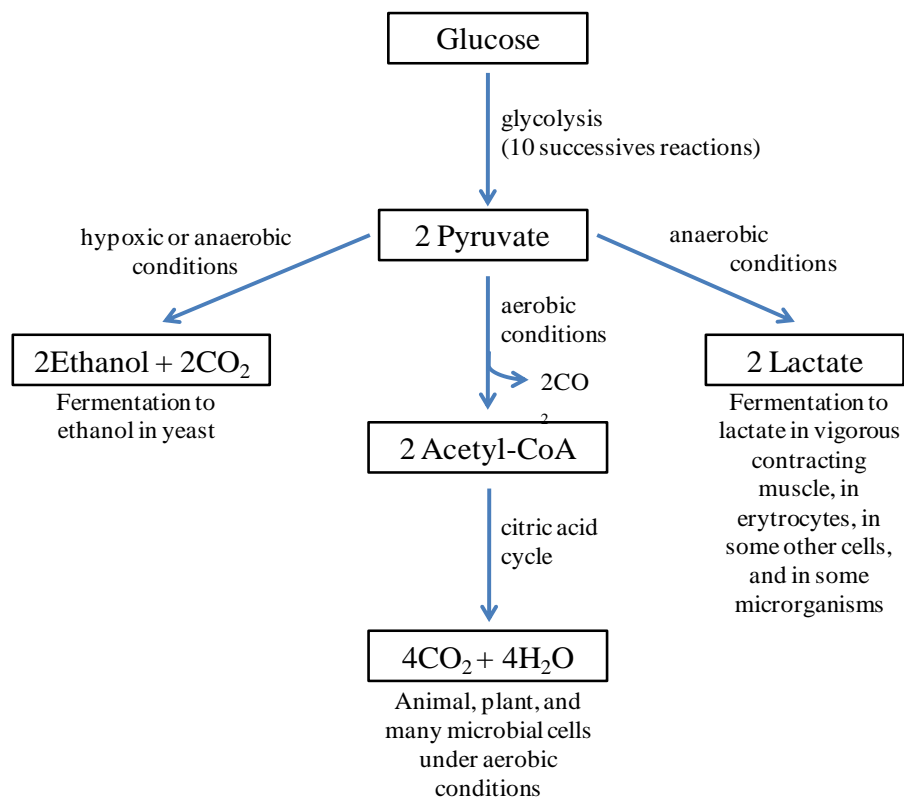 Glucose
glycolysis
(10 successives reactions)
2 Pyruvate
hypoxic or anaerobic
conditions
anaerobic
conditions
aerobic
conditions
2Ethanol + 2CO₂
Fermentation to
ethanol in yeast
2CO
2
2 Lactate
Fermentation to
lactate in vigorous
contracting
muscle, in
erytrocytes, in
some other cells,
and in some
microrganisms
2 Acetyl-CoA
citric acid
cycle
4CO₂ + 4H₂O
Animal, plant, and
many microbial cells
under aerobic
conditions